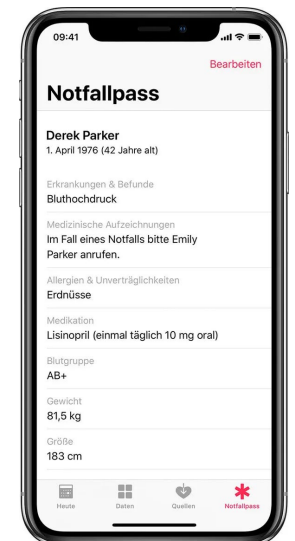 09:41
Bearbeiten
Notfallpass
Derek Parker
1. April 1976 (42 Jahre alt)
Erkrankungen & Befunde
Bluthochdruck
Medizinische Aufzeichnungen
Im Fall eines Notfalls bitte Emily
Parker anrufen.
Allergien & Unverträglichkeiten
Erdnüsse
Medikation
Lisinopril (einmal täglich 10 mg oral)
Blutgruppe
AB+
Gewicht
81,5 kg
Größe
183 cm
Heute Daten Quellen Notfallpass